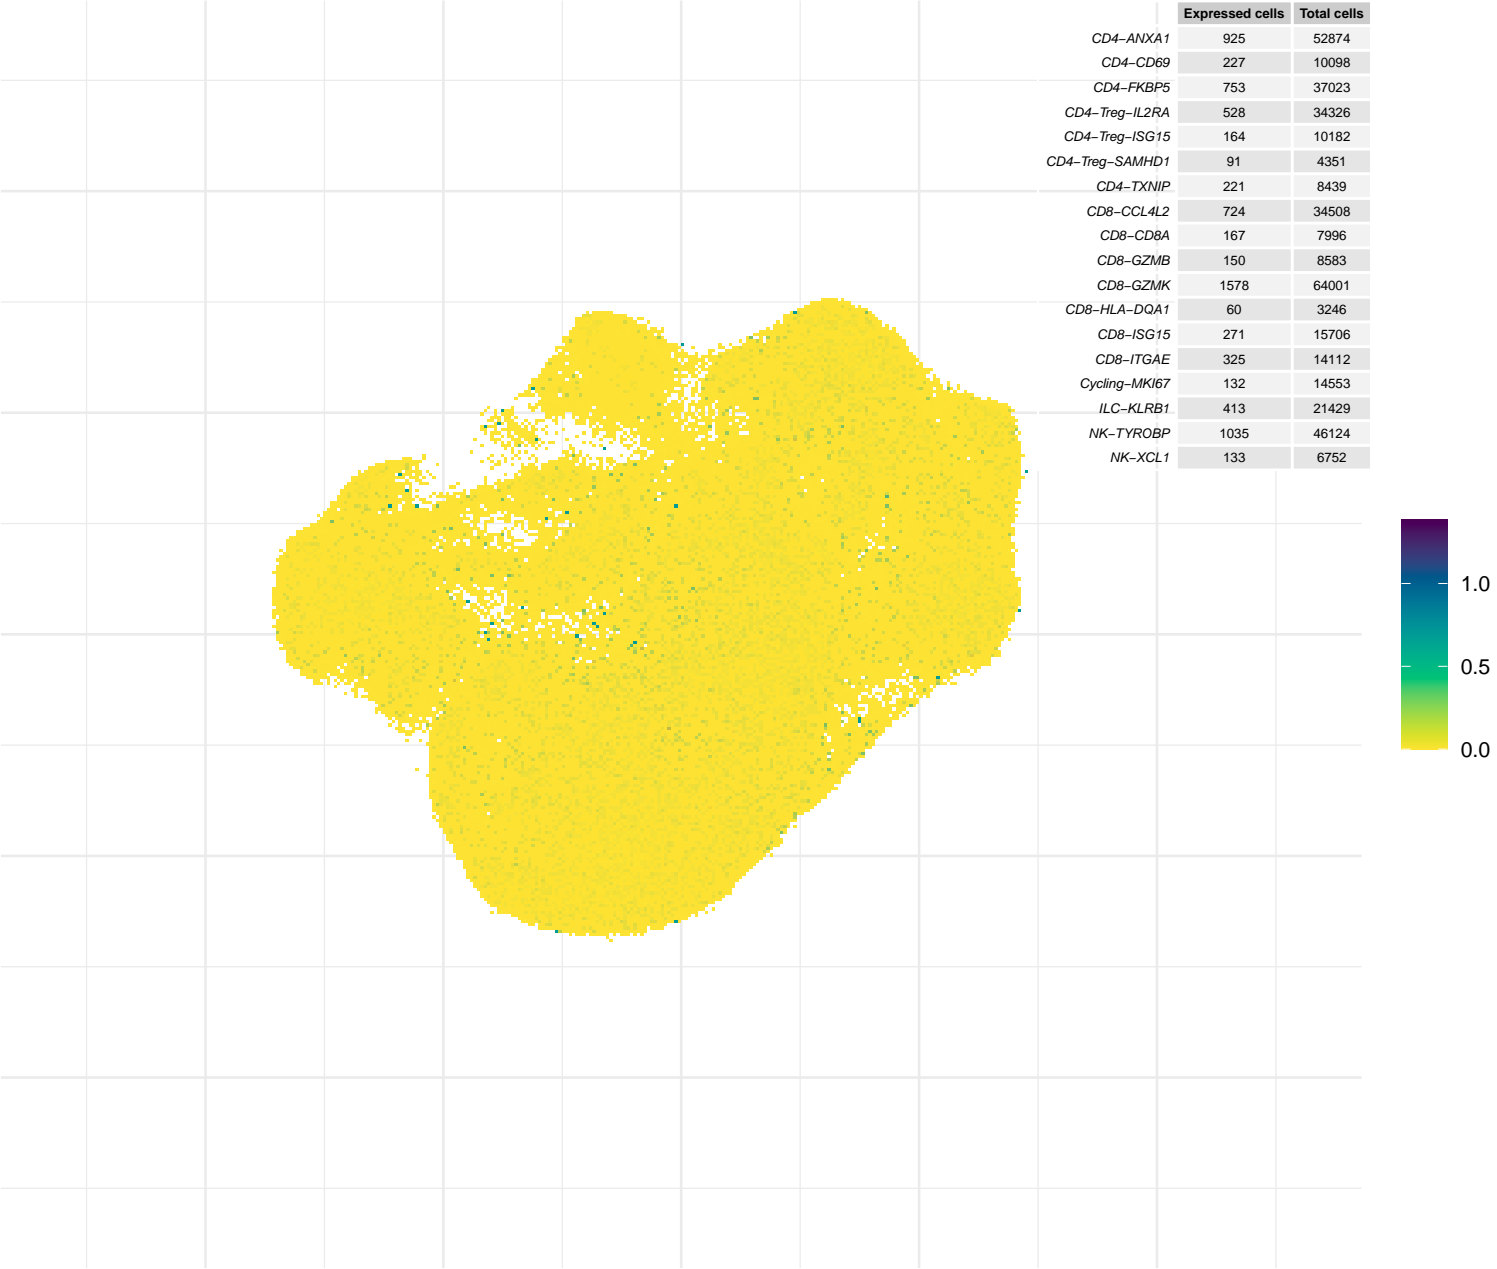 Expressed cells Total cells
CD4−ANXA1 925 52874
CD4−CD69 227 10098
CD4−FKBP5 753 37023
CD4−Treg−IL2RA 528 34326
CD4−Treg−ISG15 164 10182
CD4−Treg−SAMHD1 91 4351
CD4−TXNIP 221 8439
CD8−CCL4L2 724 34508
CD8−CD8A 167 7996
CD8−GZMB 150 8583
CD8−GZMK 1578 64001
CD8−HLA−DQA1 60 3246
CD8−ISG15 271 15706
CD8−ITGAE 325 14112
Cycling−MKI67 132 14553
ILC−KLRB1 413 21429
NK−TYROBP 1035 46124
NK−XCL1 133 6752
1.0
0.5
0.0